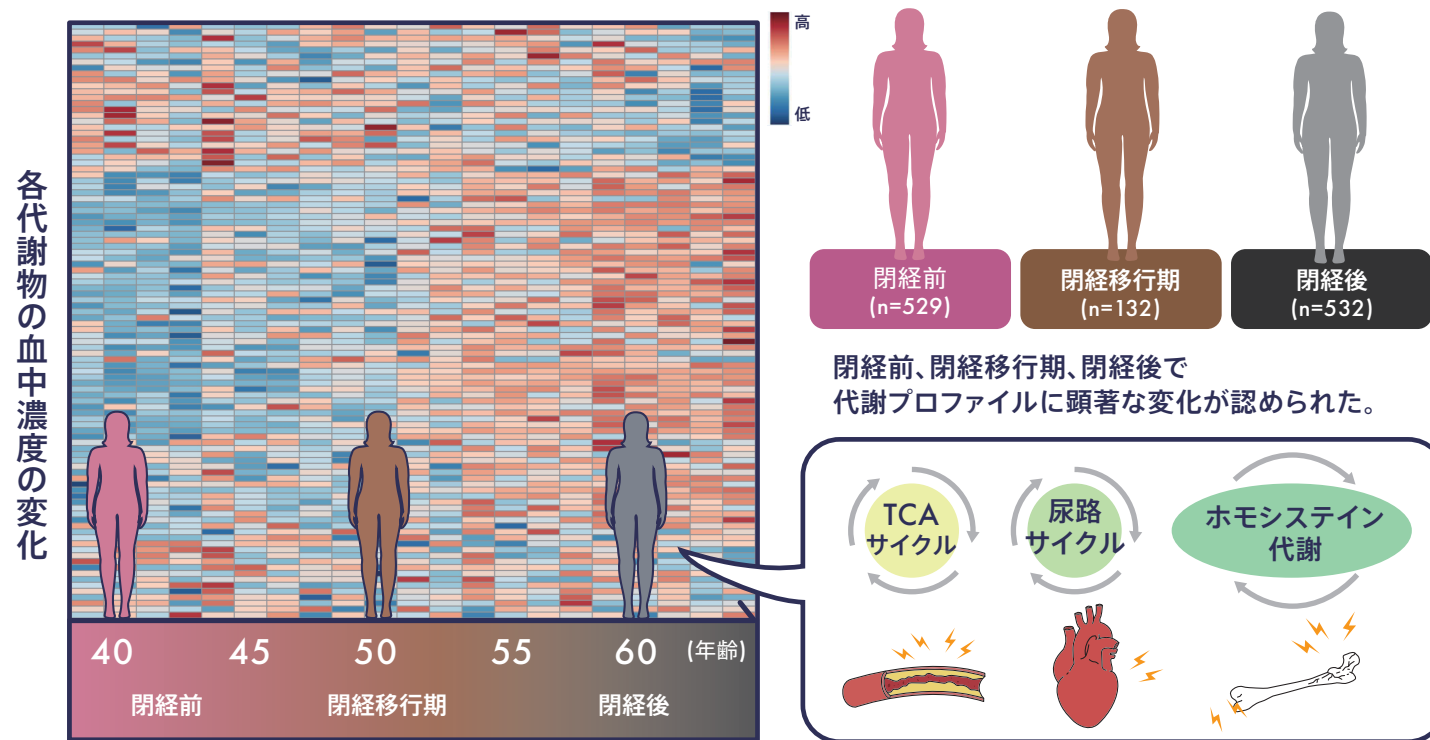 各代謝物の血中濃度の変化
高
低
40
45
50
55
60
(年齢)
閉経前
閉経移行期
閉経後
閉経前
(n=529)
閉経移行期
(n=132)
閉経後
(n=532)
閉経前、閉経移行期、閉経後で
代謝プロファイルに顕著な変化が認められた。
TCA
サイクル
尿路
サイクル
ホモシステイン
代謝